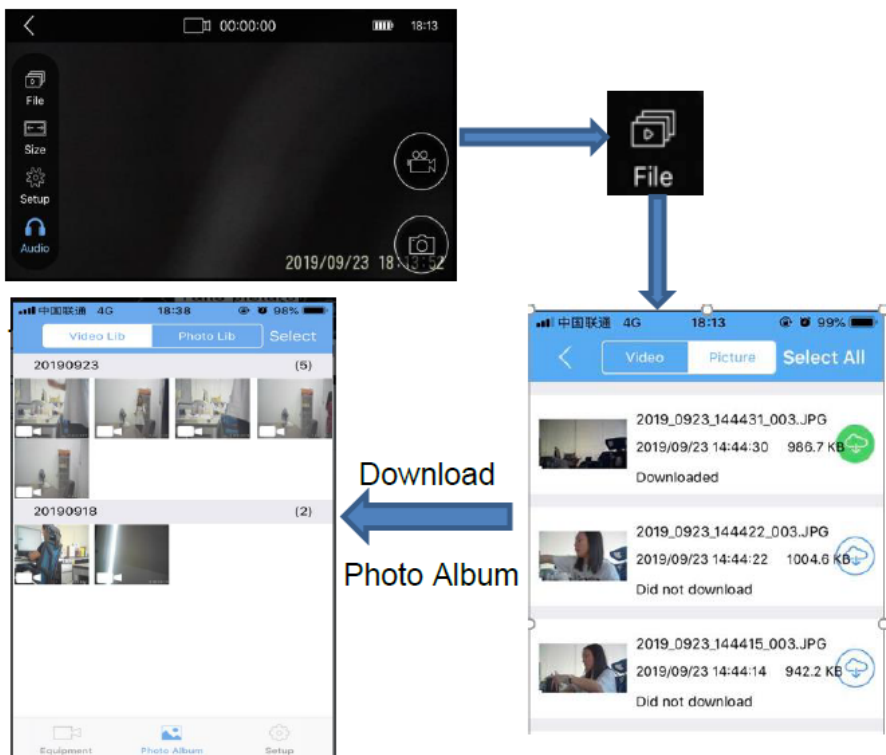 00:00:00 18:13
File
Size
Setup
Audio
2019/09/23 18:13:52
File
中国联通 4G 18:38 98%
Video Lib Photo Lib Select
20190923 (5)
20190918 (2)
Equipment Photo Album Setup
Download
Photo Album
中国联通 4G 18:13 99%
Video Picture Select All
2019_0923_144431_003.JPG
2019/09/23 14:44:30 986.7 KB
Downloaded
2019_0923_144422_003.JPG
2019/09/23 14:44:22 1004.6 KB
Did not download
2019_0923_144415_003.JPG
2019/09/23 14:44:14 942.2 KB
Did not download